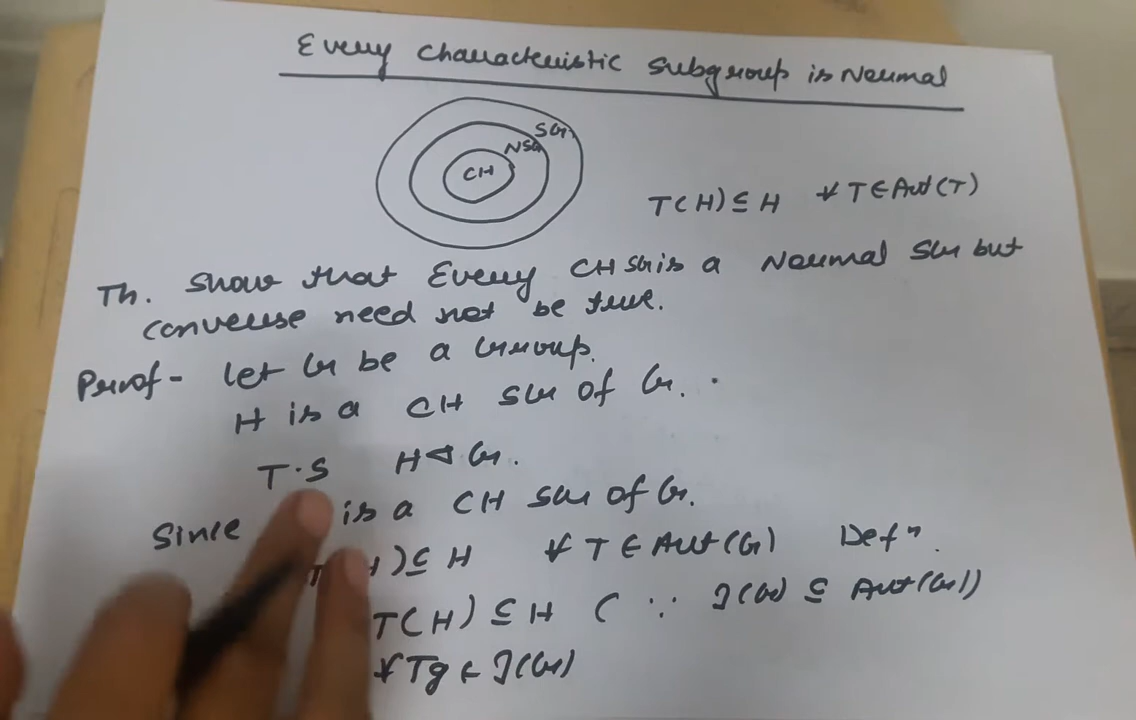 Every characteristic subgroup is Normal
SG
NSG
CH
T(H) ⊆ H ∀ T ∈ Aut(T)
Th. Show that Every CH SG is a Normal SG but
converse need not be true.
Proof - let G be a Group.
H is a CH SG of G.
T.S H ◁ G.
Since is a CH SG of G.
) ⊆ H ∀ T ∈ Aut(G) Defⁿ.
T(H) ⊆ H ( ∵ I(G) ⊆ Aut(G))
∀ Tg ∈ I(G)